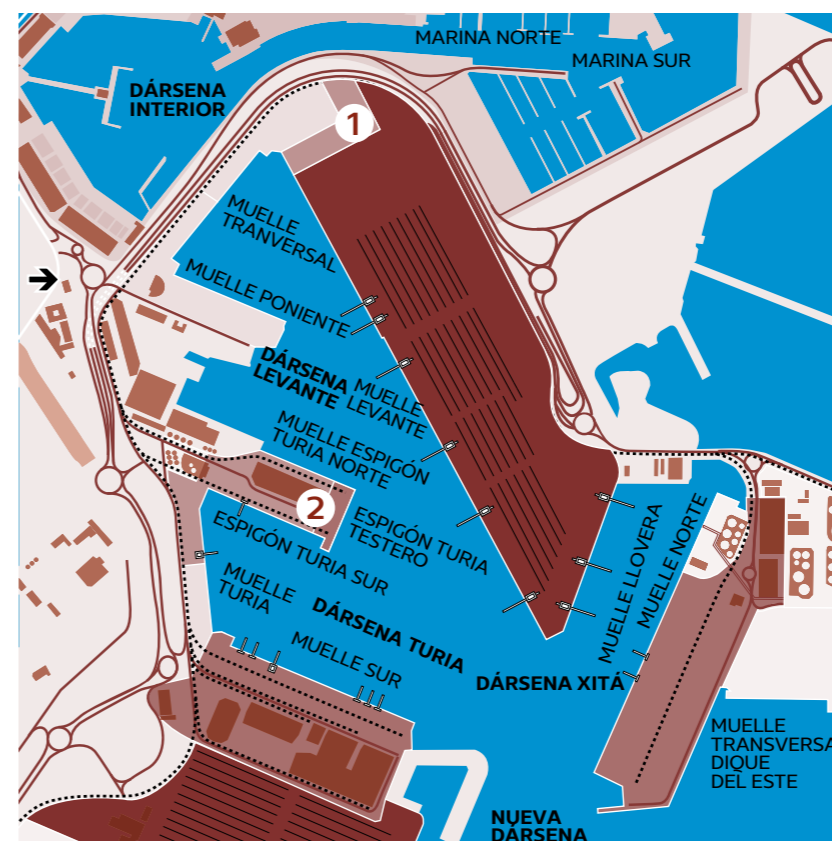 MARINA NORTE
MARINA SUR
DÁRSENA
INTERIOR
1
MUELLE
TRANVERSAL
MUELLE PONIENTE
DÁRSENA
LEVANTE
MUELLE
LEVANTE
MUELLE ESPIGÓN
TURIA NORTE
2
ESPIGÓN TURIA
TESTERO
ESPIGÓN TURIA SUR
MUELLE
TURIA
DÁRSENA TURIA
MUELLE SUR
MUELLE LLOVERA
MUELLE NORTE
DÁRSENA XITÁ
MUELLE
TRANSVERSA
DIQUE
DEL ESTE
NUEVA
DÁRSENA